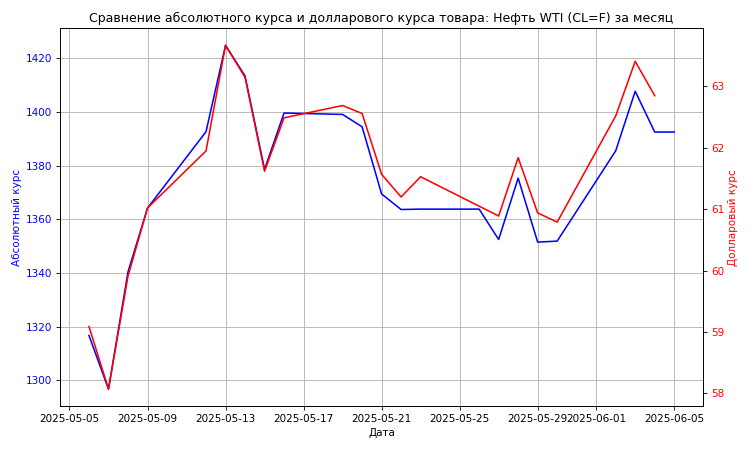 Сравнение абсолютного курса и долларового курса товара: Нефть WTI (CL=F) за месяц
1420
1400
1380
1360
1340
1320
1300
Абсолютный курс
63
62
61
60
59
58
Долларовый курс
2025-05-05 2025-05-09 2025-05-13 2025-05-17 2025-05-21 2025-05-25 2025-05-29 2025-06-01 2025-06-05
Дата